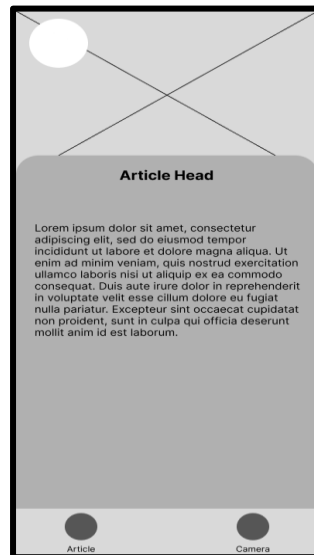 Article Head
Lorem ipsum dolor sit amet, consectetur
adipiscing elit, sed do eiusmod tempor
incididunt ut labore et dolore magna aliqua. Ut
enim ad minim veniam, quis nostrud exercitation
ullamco laboris nisi ut aliquip ex ea commodo
consequat. Duis aute irure dolor in reprehenderit
in voluptate velit esse cillum dolore eu fugiat
nulla pariatur. Excepteur sint occaecat cupidatat
non proident, sunt in culpa qui officia deserunt
mollit anim id est laborum.
Article
Camera